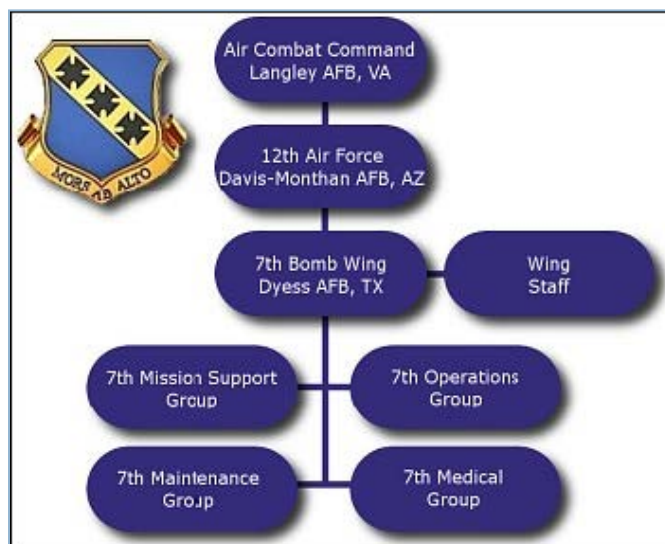 Air Combat Command
Langley AFB, VA
MORS AB ALTO
12th Air Force
Davis-Monthan AFB, AZ
7th Bomb Wing
Dyess AFB, TX
Wing
Staff
7th Mission Support
Group
7th Operations
Group
7th Maintenance
Group
7th Medical
Group